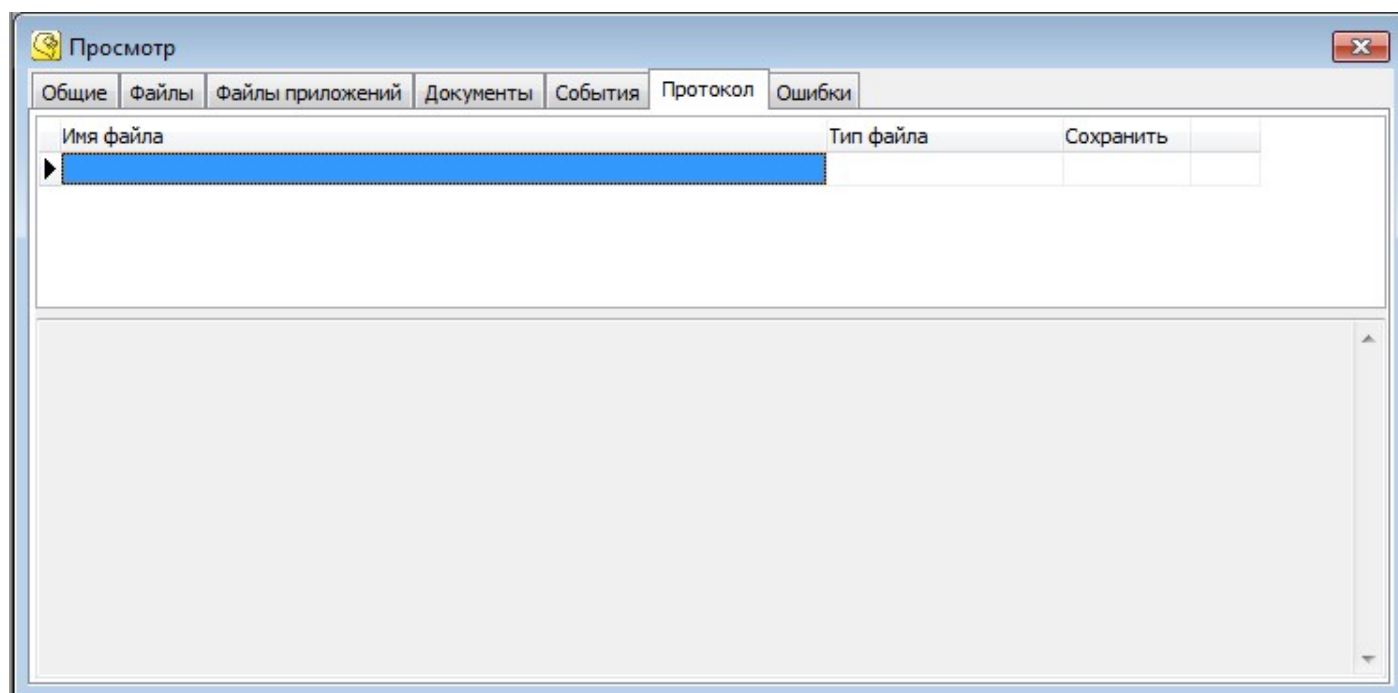 Просмотр
Общие Файлы Файлы приложений Документы События Протокол Ошибки
Имя файла Тип файла Сохранить